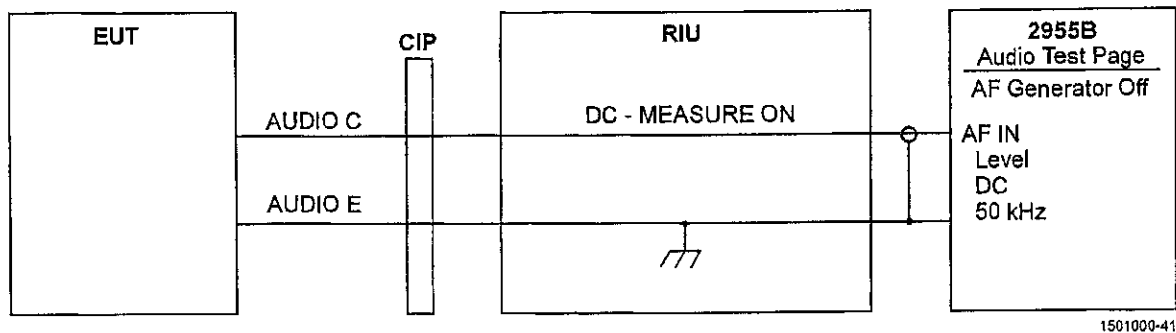 EUT
CIP
RIU
2955B
Audio Test Page
AF Generator Off
AUDIO C
DC - MEASURE ON
AF IN
Level
DC
50 kHz
AUDIO E
1501000-41